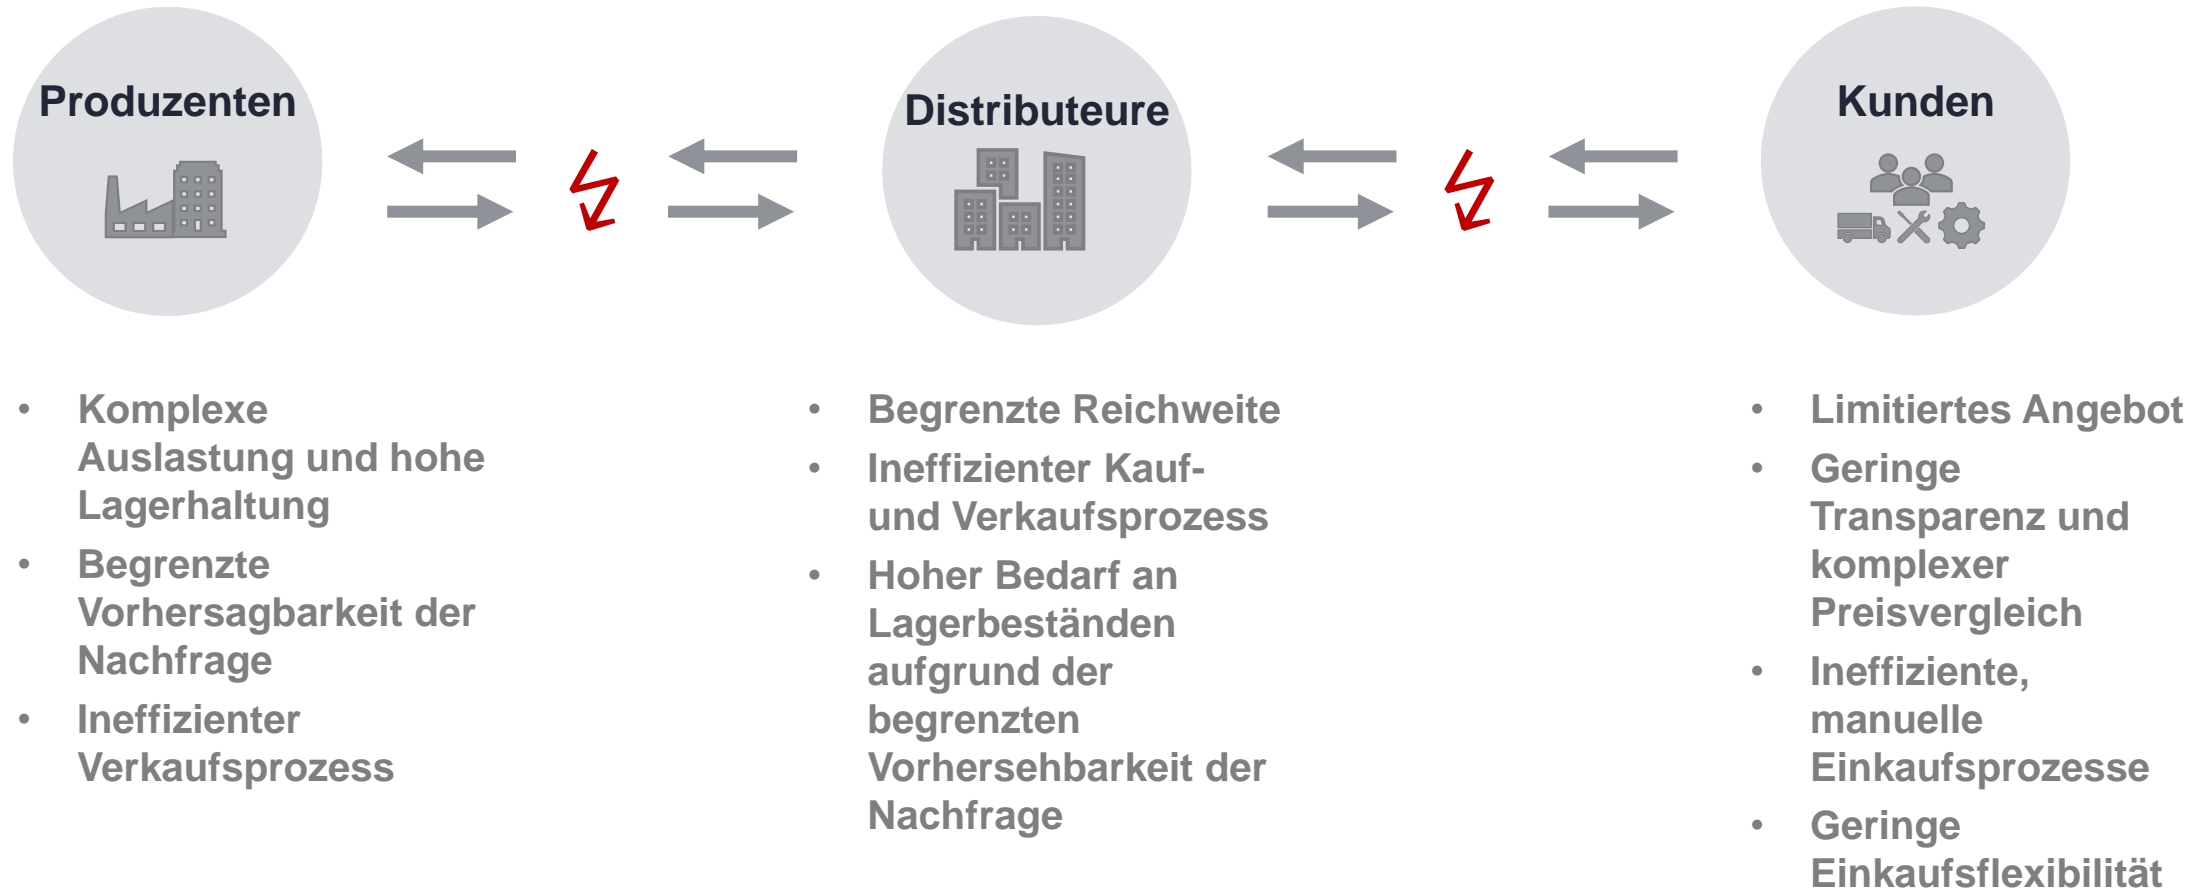 Produzenten
• Komplexe
Auslastung und hohe
Lagerhaltung
• Begrenzte
Vorhersagbarkeit der
Nachfrage
• Ineffizienter
Verkaufsprozess
Distributeure
• Begrenzte Reichweite
• Ineffizienter Kauf-
und Verkaufsprozess
• Hoher Bedarf an
Lagerbeständen
aufgrund der
begrenzten
Vorhersehbarkeit der
Nachfrage
Kunden
• Limitiertes Angebot
• Geringe
Transparenz und
komplexer
Preisvergleich
• Ineffiziente,
manuelle
Einkaufsprozesse
• Geringe
Einkaufsflexibilität